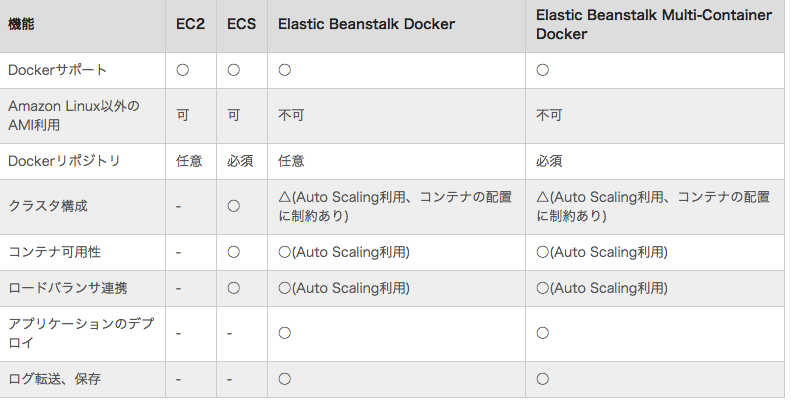 機能 EC2 ECS Elastic Beanstalk Docker Elastic Beanstalk Multi-Container
Docker
Dockerサポート ○ ○ ○ ○
Amazon Linux以外の
AMI利用 可 可 不可 不可
Dockerリポジトリ 任意 必須 任意 必須
クラスタ構成 - ○ △(Auto Scaling利用、コンテナの配置
に制約あり) △(Auto Scaling利用、コンテナの配置
に制約あり)
コンテナ可用性 - ○ ○(Auto Scaling利用) ○(Auto Scaling利用)
ロードバランサ連携 - ○ ○(Auto Scaling利用) ○(Auto Scaling利用)
アプリケーションのデプ
ロイ - - ○ ○
ログ転送、保存 - - ○ ○